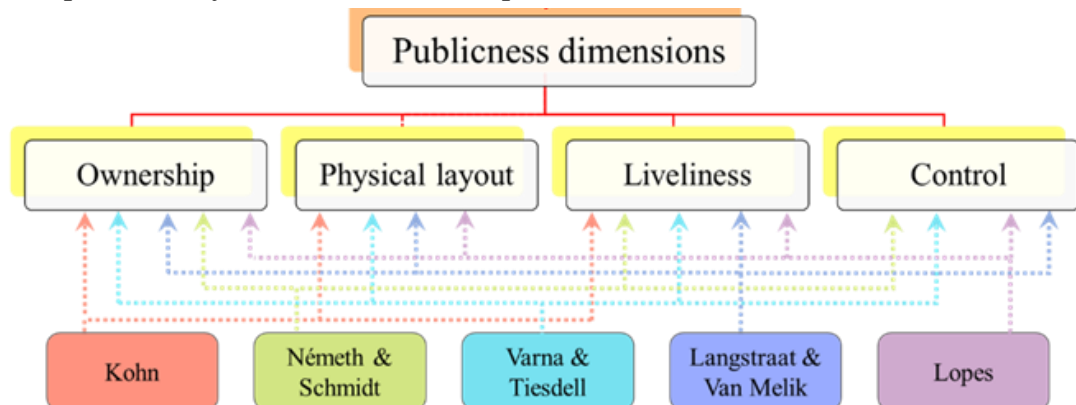 Publicness dimensions
Ownership
Physical layout
Liveliness
Control
Kohn
Németh &
Schmidt
Varna &
Tiesdell
Langstraat &
Van Melik
Lopes